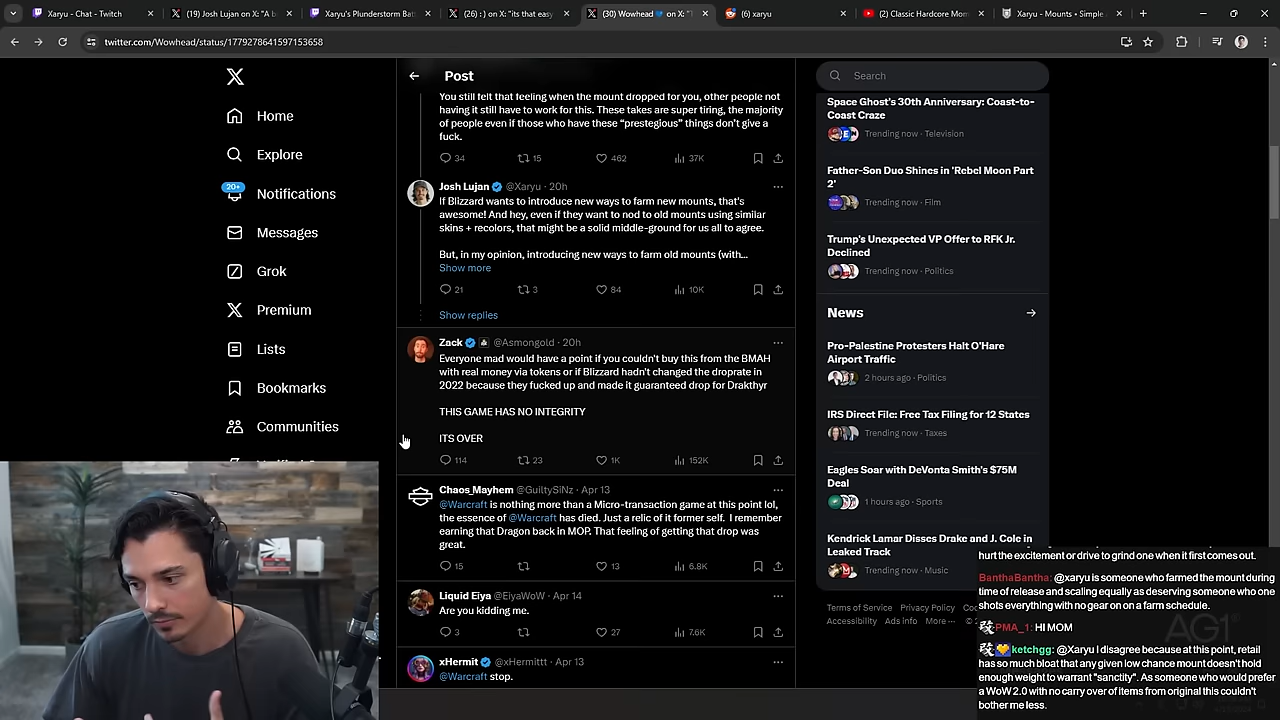 Xaryu - Chat - Twitch
(19) Josh Lujan on X: "A b
Xaryu's Plunderstorm Bat
(26) : ) on X: "its that easy
(30) Wowhead on X: "
(6) xaryu
(2) Classic Hardcore Mom
Xaryu - Mounts • Simple
twitter.com/Wowhead/status/1779278641597153658
Home
Explore
20+
Notifications
Messages
Grok
Premium
Lists
Bookmarks
Communities
Post
You still felt that feeling when the mount dropped for you, other people not
having it still have to work for this. These takes are super tiring, the majority
of people even if those who have these "prestegious" things don't give a
fuck.
34 15 462 37K
Josh Lujan @Xaryu · 20h
If Blizzard wants to introduce new ways to farm new mounts, that's
awesome! And hey, even if they want to nod to old mounts using similar
skins + recolors, that might be a solid middle-ground for us all to agree.
But, in my opinion, introducing new ways to farm old mounts (with...
Show more
21 3 84 10K
Show replies
Zack @Asmongold · 20h
Everyone mad would have a point if you couldn't buy this from the BMAH
with real money via tokens or if Blizzard hadn't changed the droprate in
2022 because they fucked up and made it guaranteed drop for Drakthyr
THIS GAME HAS NO INTEGRITY
ITS OVER
114 23 1K 152K
Chaos_Mayhem @GuiltySiNz · Apr 13
@Warcraft is nothing more than a Micro-transaction game at this point lol,
the essence of @Warcraft has died. Just a relic of it former self. I remember
earning that Dragon back in MOP. That feeling of getting that drop was
great.
15 13 6.8K
Liquid Eiya @EiyaWoW · Apr 14
Are you kidding me.
3 27 7.6K
xHermit @xHermittt · Apr 13
@Warcraft stop.
Search
Space Ghost's 30th Anniversary: Coast-to-
Coast Craze
Trending now · Television
Father-Son Duo Shines in 'Rebel Moon Part
2'
Trending now · Film
Trump's Unexpected VP Offer to RFK Jr.
Declined
Trending now · Politics
News
Pro-Palestine Protesters Halt O'Hare
Airport Traffic
2 hours ago · Politics
IRS Direct File: Free Tax Filing for 12 States
Trending now · Taxes
Eagles Soar with DeVonta Smith's $75M
Deal
1 hours ago · Sports
Kendrick Lamar Disses Drake and J. Cole in
Leaked Track
Trending now · Music
Terms of Service Privacy Policy
Accessibility Ads info More ···
hurt the excitement or drive to grind one when it first comes out.
BanthaBantha: @xaryu is someone who farmed the mount during
time of release and scaling equally as deserving someone who one
shots everything with no gear on on a farm schedule.
PMA_1: HI MOM
ketchgg: @Xaryu I disagree because at this point, retail
has so much bloat that any given low chance mount doesn't hold
enough weight to warrant "sanctity". As someone who would prefer
a WoW 2.0 with no carry over of items from original this couldn't
bother me less.
AG1